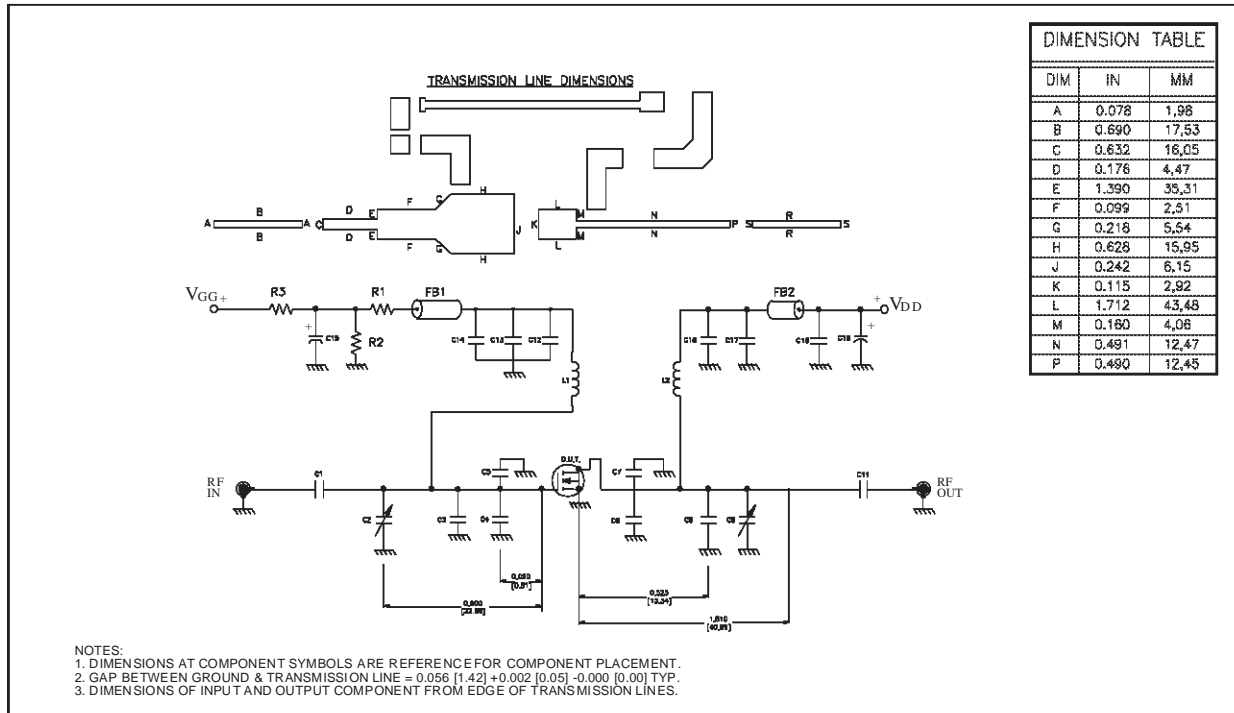 TRANSMISSION LINE DIMENSIONS
DIMENSION TABLE
DIM IN MM
A 0.078 1,98
B 0.690 17,53
C 0.632 16,05
D 0.176 4,47
E 1.390 35,31
F 0.099 2,51
G 0.218 5,54
H 0.628 15,95
J 0.242 6,15
K 0.115 2,92
L 1.712 43,48
M 0.160 4,06
N 0.491 12,47
P 0.490 12,45
H
G
F
D
E
B
A
A
C
J
E
D
B
F
G
H
L
M
K
N
P
S
R
S
M
L
N
R
VGG+
R3
R1
FB1
R2
C14
C13
C12
L1
L2
C17
FB2
+
VDD
+
+
RF
IN
C1
C2
C3
D.U.T.
C7
C11
RF
OUT
NOTES:
1. DIMENSIONS AT COMPONENT SYMBOLS ARE REFERENCE FOR COMPONENT PLACEMENT.
2. GAP BETWEEN GROUND & TRANSMISSION LINE = 0.056 [1.42] +0.002 [0.05] -0.000 [0.00] TYP.
3. DIMENSIONS OF INPUT AND OUTPUT COMPONENT FROM EDGE OF TRANSMISSION LINES.